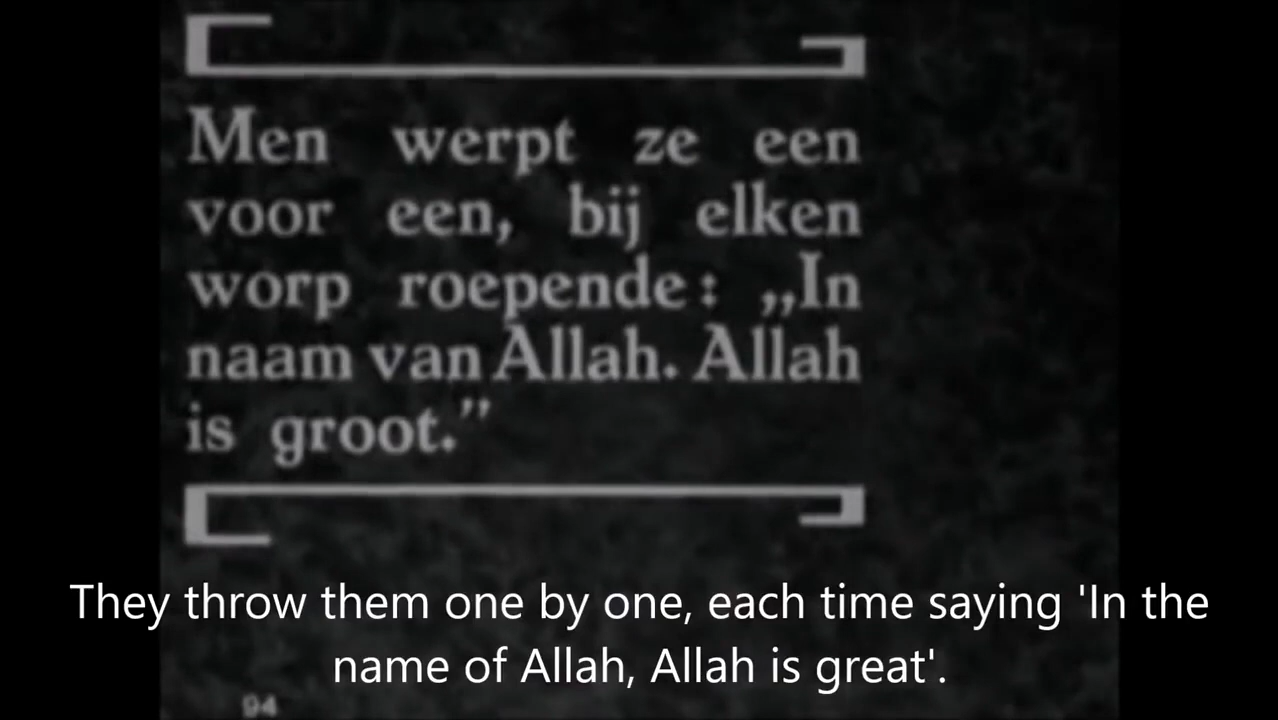 Men werpt ze een
voor een, bij elken
worp roepende: „In
naam van Allah. Allah
is groot.”
They throw them one by one, each time saying 'In the
name of Allah, Allah is great'.
94